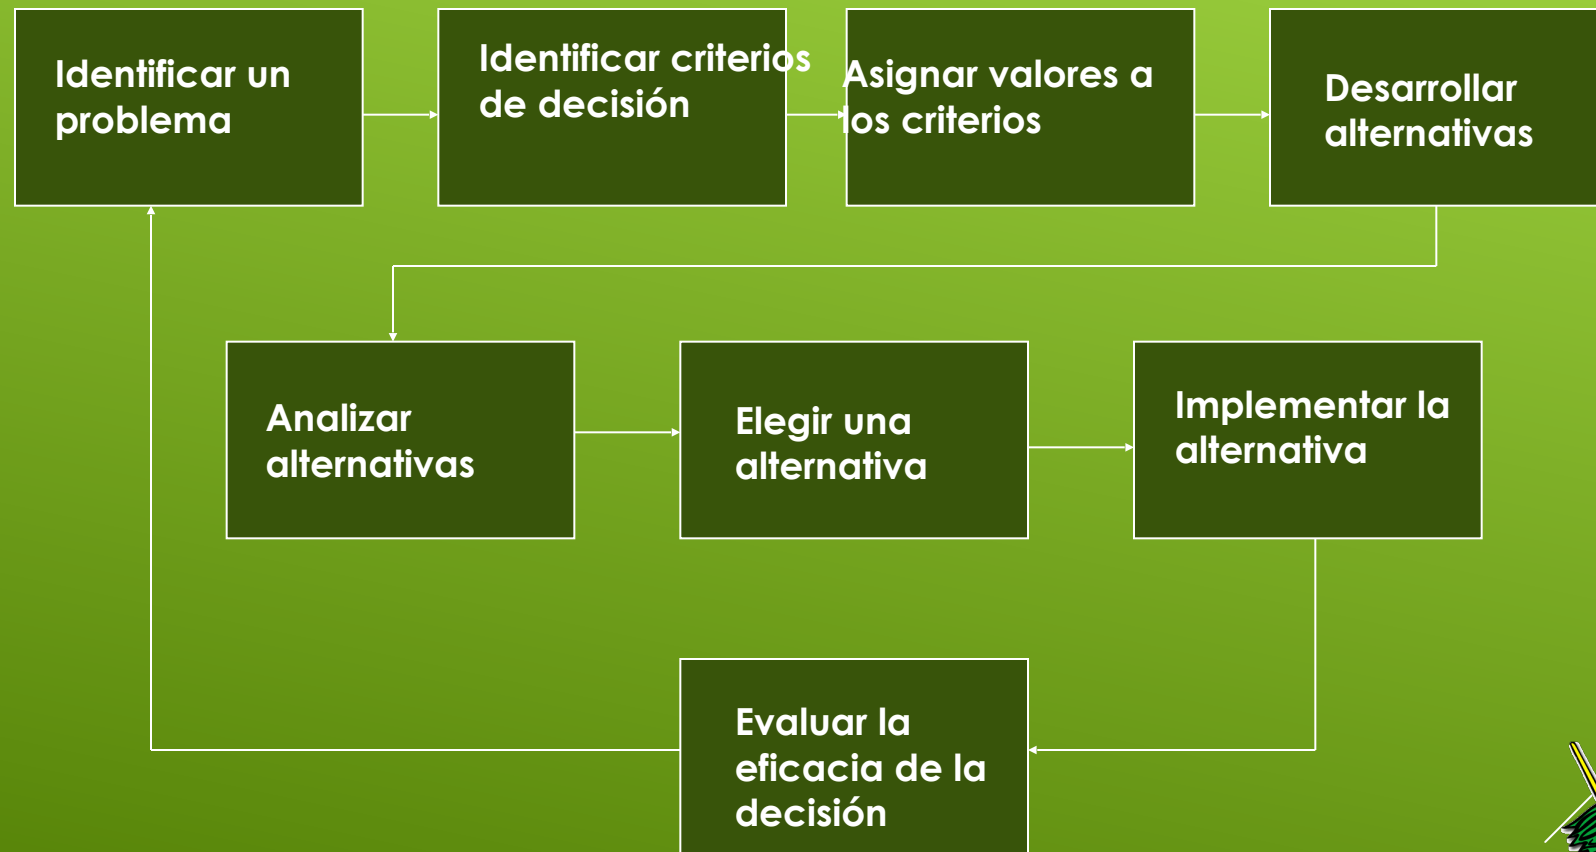 Identificar un
problema
Identificar criterios
de decisión
Asignar valores a
los criterios
Desarrollar
alternativas
Analizar
alternativas
Elegir una
alternativa
Implementar la
alternativa
Evaluar la
eficacia de la
decisión